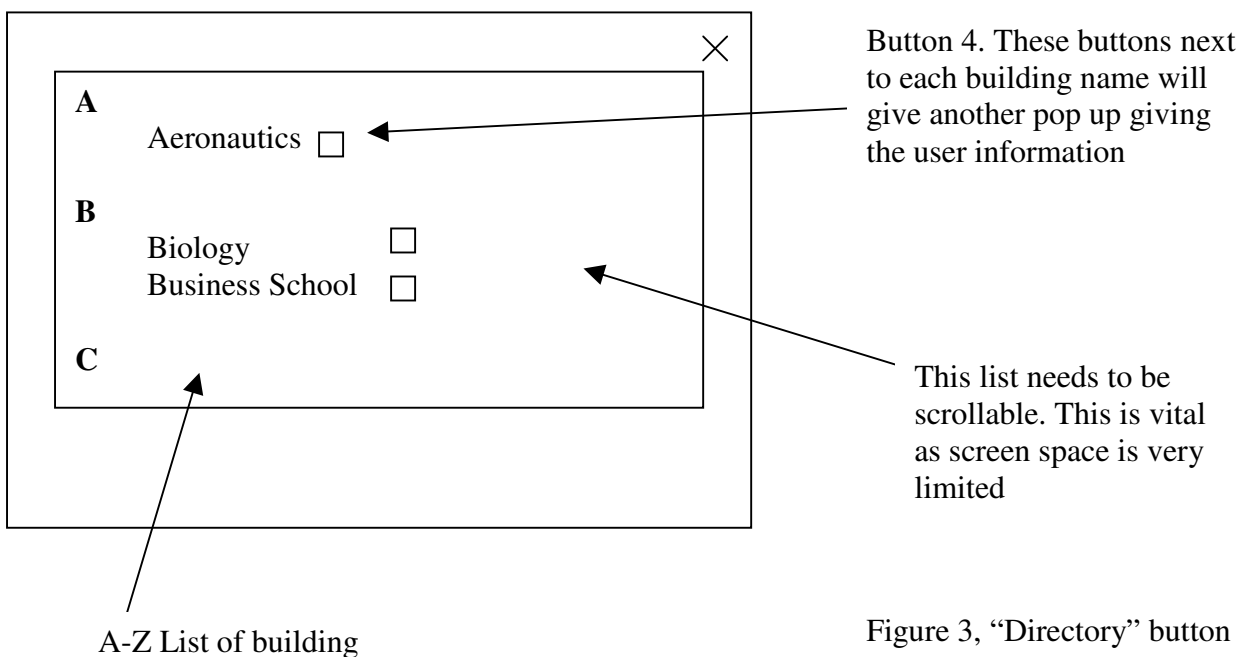 Button 4. These buttons next
to each building name will
give another pop up giving
the user information
A
Aeronautics
B
Biology
Business School
C
This list needs to be
scrollable. This is vital
as screen space is very
limited
A-Z List of building
Figure 3, “Directory” button